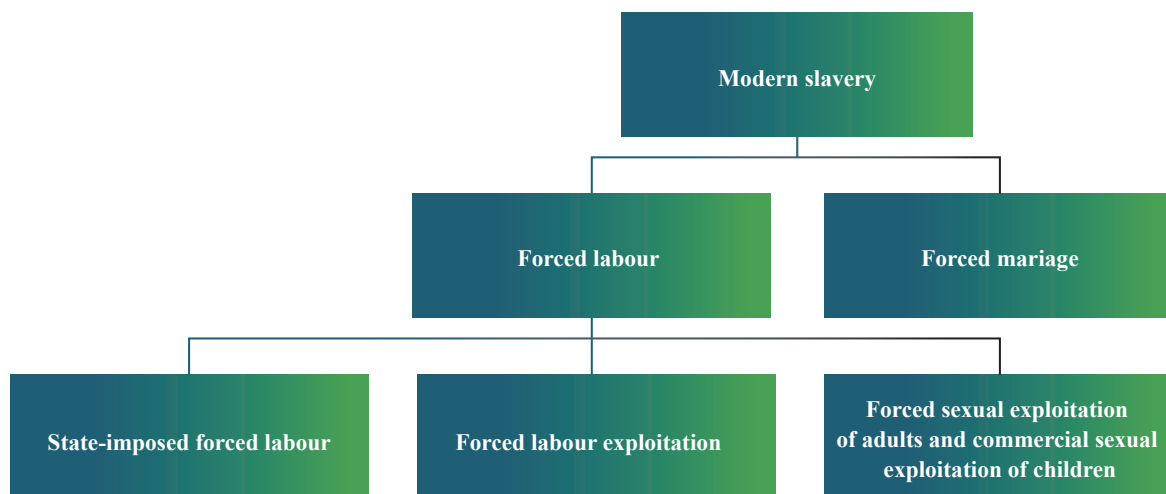 Modern slavery
Forced labour
Forced mariage
State-imposed forced labour
Forced labour exploitation
Forced sexual exploitation
of adults and commercial sexual
exploitation of children